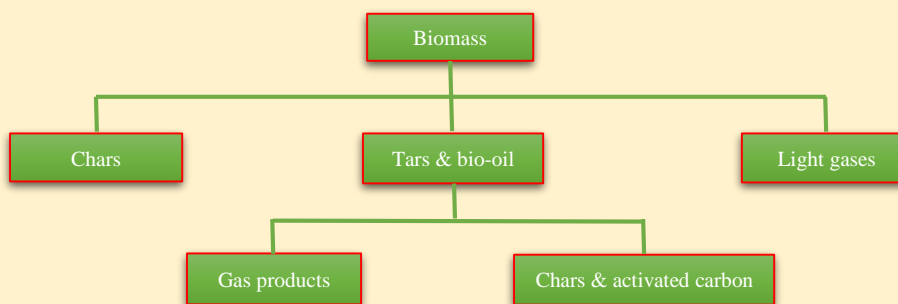 Biomass
Chars
Tars & bio-oil
Light gases
Gas products
Chars & activated carbon